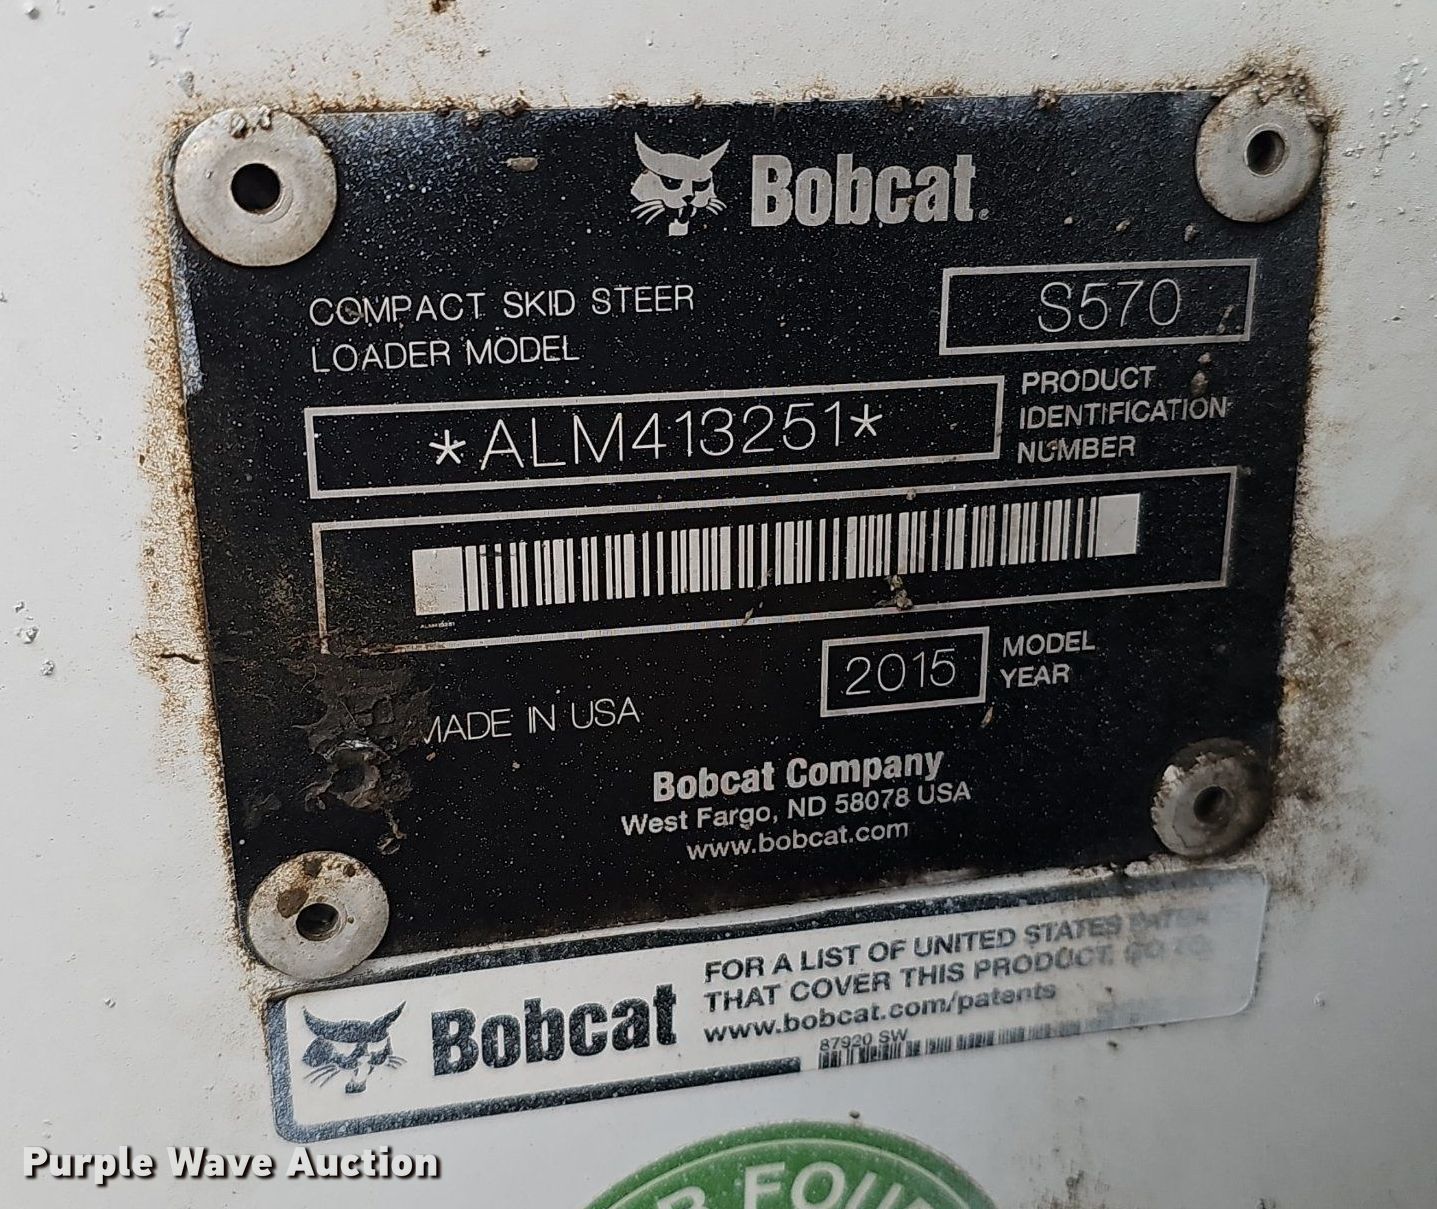 Bobcat.
COMPACT SKID STEER
LOADER MODEL
S570
*ALM413251*
PRODUCT
IDENTIFICATION
NUMBER
MADE IN USA
2015
MODEL
YEAR
Bobcat Company
West Fargo, ND 58078 USA
www.bobcat.com
Bobcat
FOR A LIST OF UNITED STATES
THAT COVER THIS PRODUCT, GO TO
www.bobcat.com/patents
87920 SW
Purple Wave Auction